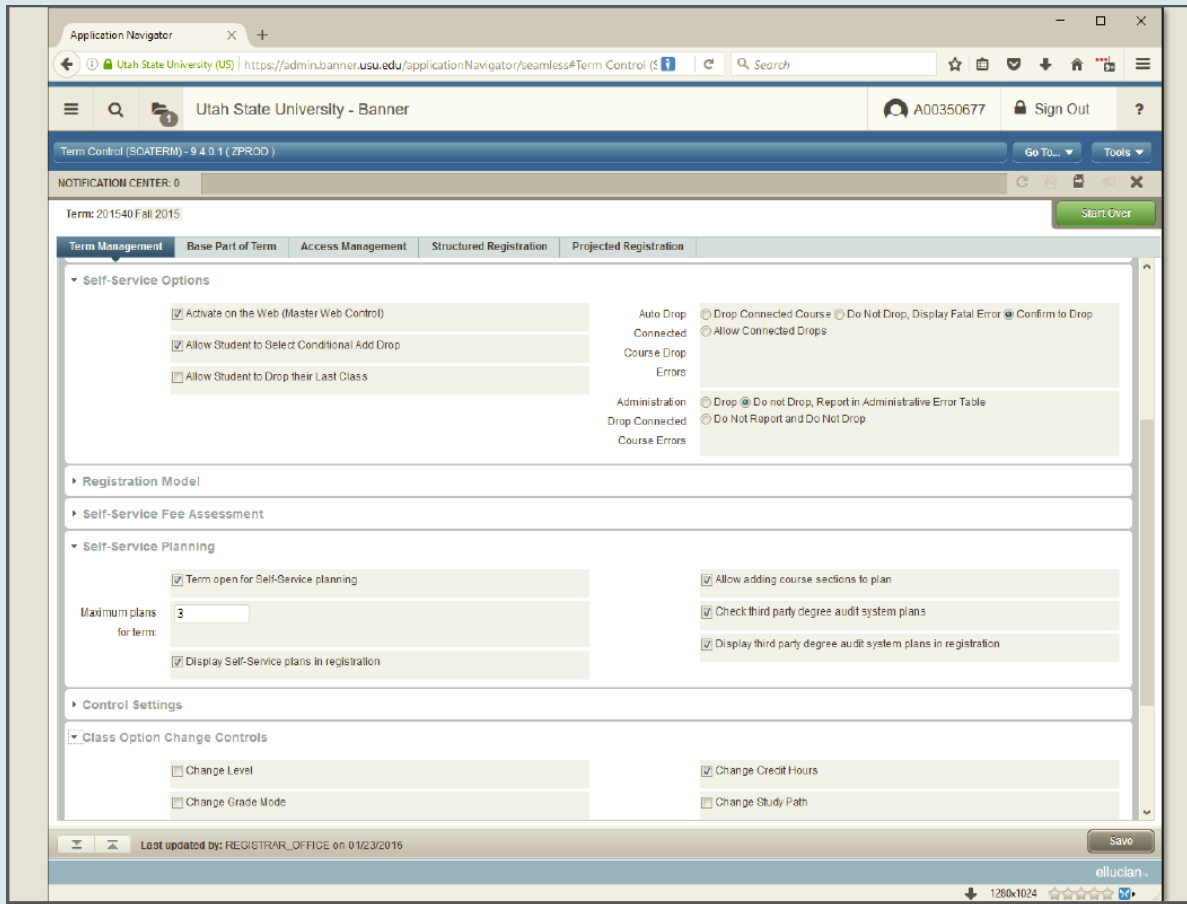 Application Navigator
Utah State University (US) https://admin.banner.usu.edu/applicationNavigator/seamless#Term Control (S
Search
1
Utah State University - Banner
A00350677
Sign Out
?
Term Control (SOATERM) - 9.4.0.1 ( ZPROD )
Go To...
Tools
NOTIFICATION CENTER: 0
Term: 201540 Fall 2015
Start Over
Term Management
Base Part of Term
Access Management
Structured Registration
Projected Registration
Self-Service Options
Activate on the Web (Master Web Control)
Allow Student to Select Conditional Add Drop
Allow Student to Drop their Last Class
Auto Drop
Connected
Course Drop
Errors
Drop Connected Course Do Not Drop, Display Fatal Error Confirm to Drop
Allow Connected Drops
Administration
Drop Connected
Course Errors
Drop Do not Drop, Report in Administrative Error Table
Do Not Report and Do Not Drop
Registration Model
Self-Service Fee Assessment
Self-Service Planning
Term open for Self-Service planning
Maximum plans
for term:
3
Display Self-Service plans in registration
Allow adding course sections to plan
Check third party degree audit system plans
Display third party degree audit system plans in registration
Control Settings
Class Option Change Controls
Change Level
Change Grade Mode
Change Credit Hours
Change Study Path
Last updated by: REGISTRAR_OFFICE on 01/23/2016
Save
ellucian
1280x1024